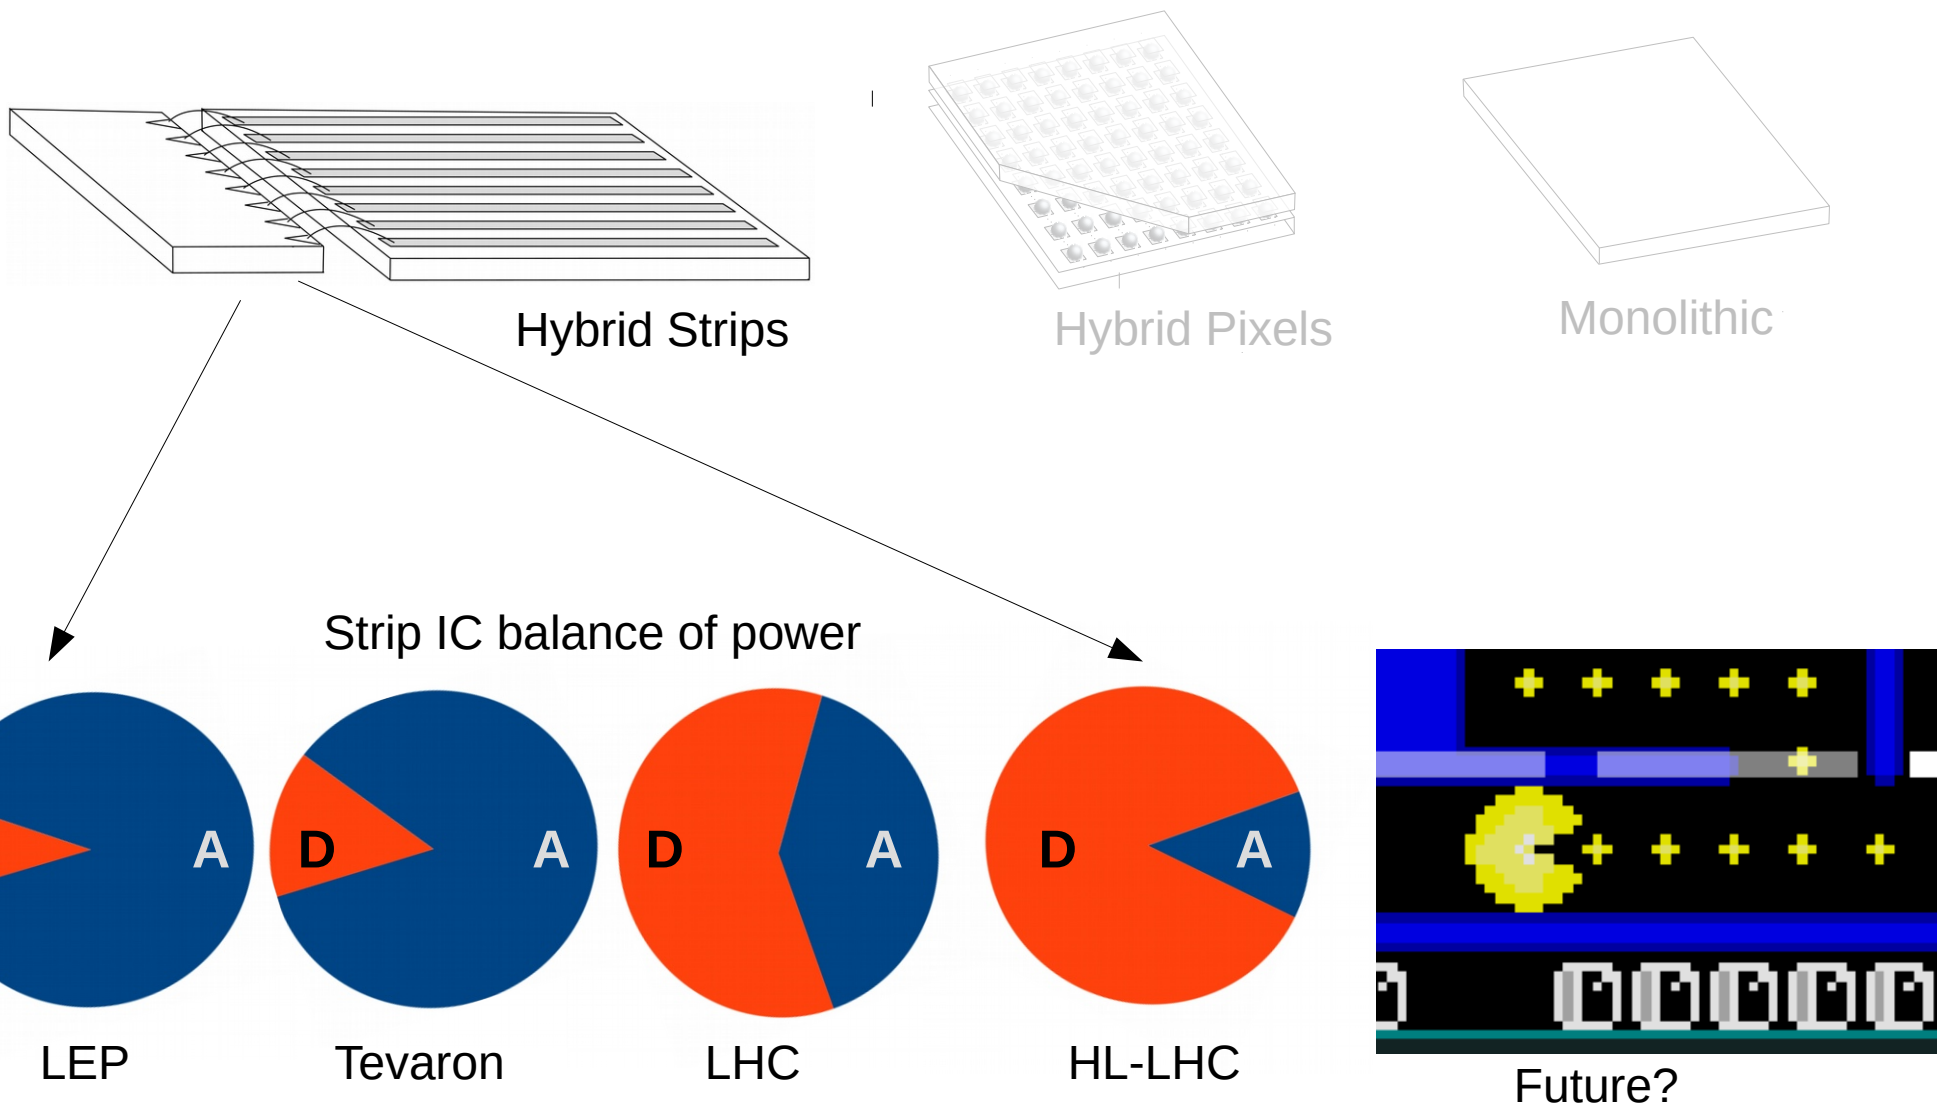 Hybrid Strips
Hybrid Pixels
Monolithic
Strip IC balance of power
A
D
A
D
A
D
A
LEP
Tevaron
LHC
HL-LHC
Future?